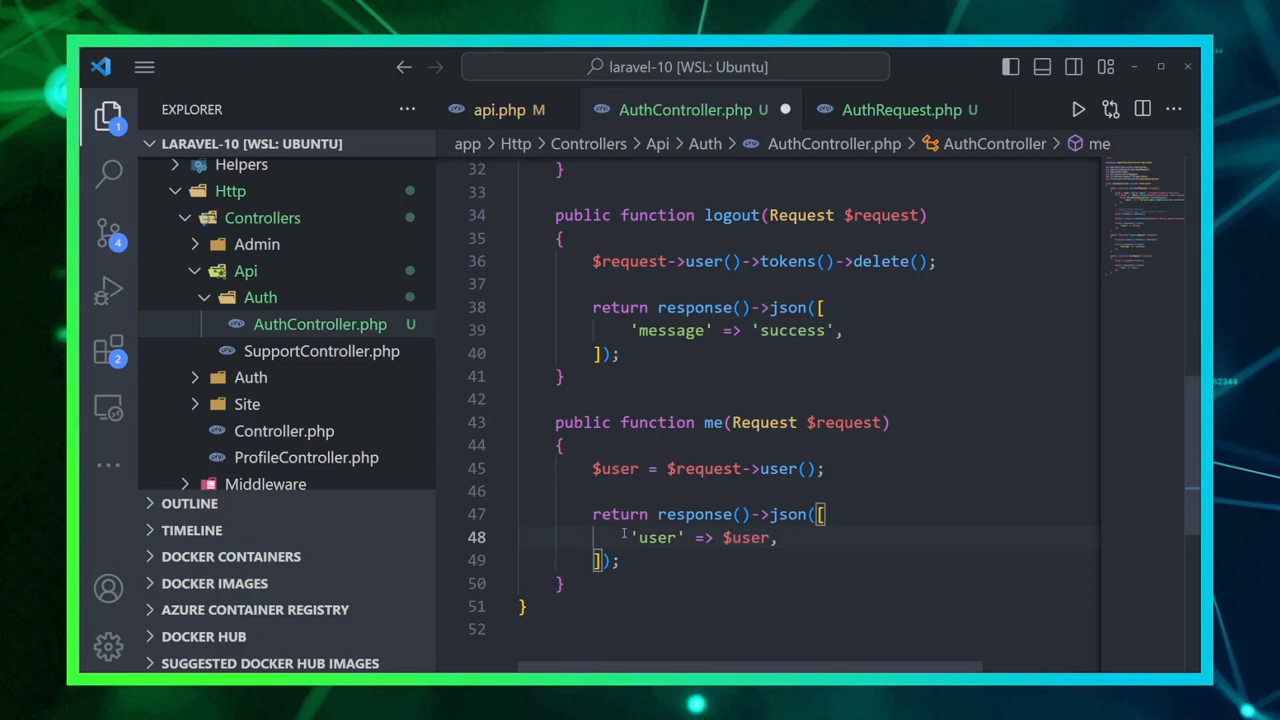 laravel-10 [WSL: Ubuntu]
EXPLORER
api.php M
AuthController.php U
AuthRequest.php U
1
LARAVEL-10 [WSL: UBUNTU]
app > Http > Controllers > Api > Auth > AuthController.php > AuthController > me
Helpers
Http
Controllers
Admin
Api
Auth
AuthController.php U
SupportController.php
Auth
Site
Controller.php
ProfileController.php
Middleware
4
2
OUTLINE
TIMELINE
DOCKER CONTAINERS
DOCKER IMAGES
AZURE CONTAINER REGISTRY
DOCKER HUB
SUGGESTED DOCKER HUB IMAGES
32 }
33
34 public function logout(Request $request)
35 {
36 $request->user()->tokens()->delete();
37
38 return response()->json([
39 'message' => 'success',
40 ]);
41 }
42
43 public function me(Request $request)
44 {
45 $user = $request->user();
46
47 return response()->json([
48 'user' => $user,
49 ]);
50 }
51 }
52